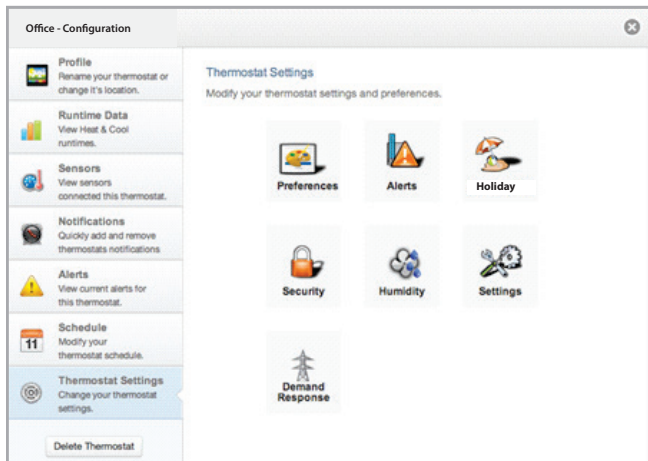 Office - Configuration
Profile
Rename your thermostat or
change it's location.
Runtime Data
View Heat & Cool
runtimes.
Sensors
View sensors
connected this thermostat.
Notifications
Quickly add and remove
thermostats notifications
Alerts
View current alerts for
this thermostat.
11
Schedule
Modify your
thermostat schedule.
Thermostat Settings
Change your thermostat
settings.
Delete Thermostat
Thermostat Settings
Modify your thermostat settings and preferences.
Preferences
Alerts
Holiday
Security
Humidity
Settings
Demand
Response